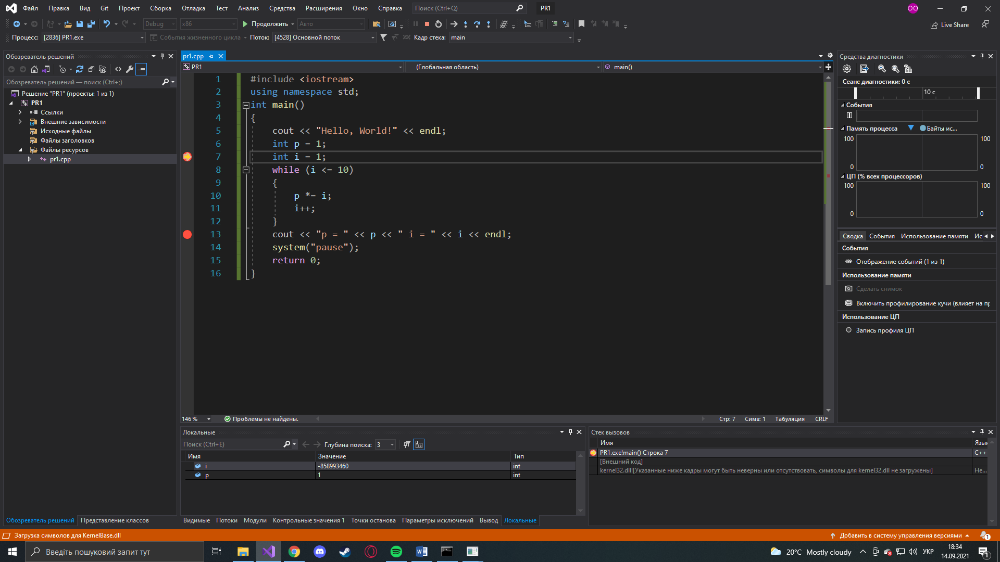 Файл Правка Вид Git Проект Сборка Отладка Тест Анализ Средства Расширения Окно Справка Поиск (Ctrl+Q) PR1 OO
Debug x86 Продолжить Авто Live Share
Процесс: [2836] PR1.exe События жизненного цикла Поток: [4528] Основной поток Кадр стека: main
Обозреватель решений
Обозреватель решений — поиск (Ctrl+;)
Решение "PR1" (проекты: 1 из 1)
PR1
Ссылки
Внешние зависимости
Исходные файлы
Файлы заголовков
Файлы ресурсов
pr1.cpp
Обозреватель решений Представление классов
pr1.cpp
PR1 (Глобальная область) main()
1 #include <iostream>
2 using namespace std;
3 int main()
4 {
5 cout << "Hello, World!" << endl;
6 int p = 1;
7 int i = 1;
8 while (i <= 10)
9 {
10 p *= i;
11 i++;
12 }
13 cout << "p = " << p << " i = " << i << endl;
14 system("pause");
15 return 0;
16 }
146 % Проблемы не найдены. Стр: 7 Симв: 1 Табуляция CRLF
Локальные
Поиск (Ctrl+E) Глубина поиска: 3
Имя Значение Тип
i -858993460 int
p 1 int
Видимые Потоки Модули Контрольные значения 1 Точки останова Параметры исключений Вывод Локальные
Стек вызовов
Имя Язык
PR1.exe!main() Строка 7 C++
[Внешний код]
kernel32.dll![Указанные ниже кадры могут быть неверны или отсутствовать, символы для kernel32.dll не загружены] Не...
Средства диагностики
Сеанс диагностики: 0 с
10 с
События
Память процесса Байты ис...
100 100
0 0
ЦП (% всех процессоров)
100 100
0 0
Сводка События Использование памяти Ис
События
Отображение событий (1 из 1)
Использование памяти
Сделать снимок
Включить профилирование кучи (влияет на пр
Использование ЦП
Запись профиля ЦП
Загрузка символов для KernelBase.dll Добавить в систему управления версиями 1
Введіть пошуковий запит тут 20°C Mostly cloudy УКР 18:34
14.09.2021 1